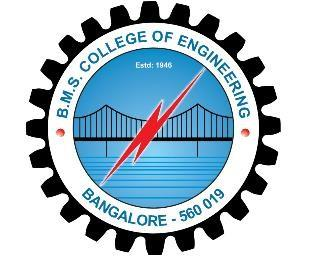 B.M.S. COLLEGE OF ENGINEERING
Estd: 1946
BANGALORE - 560 019